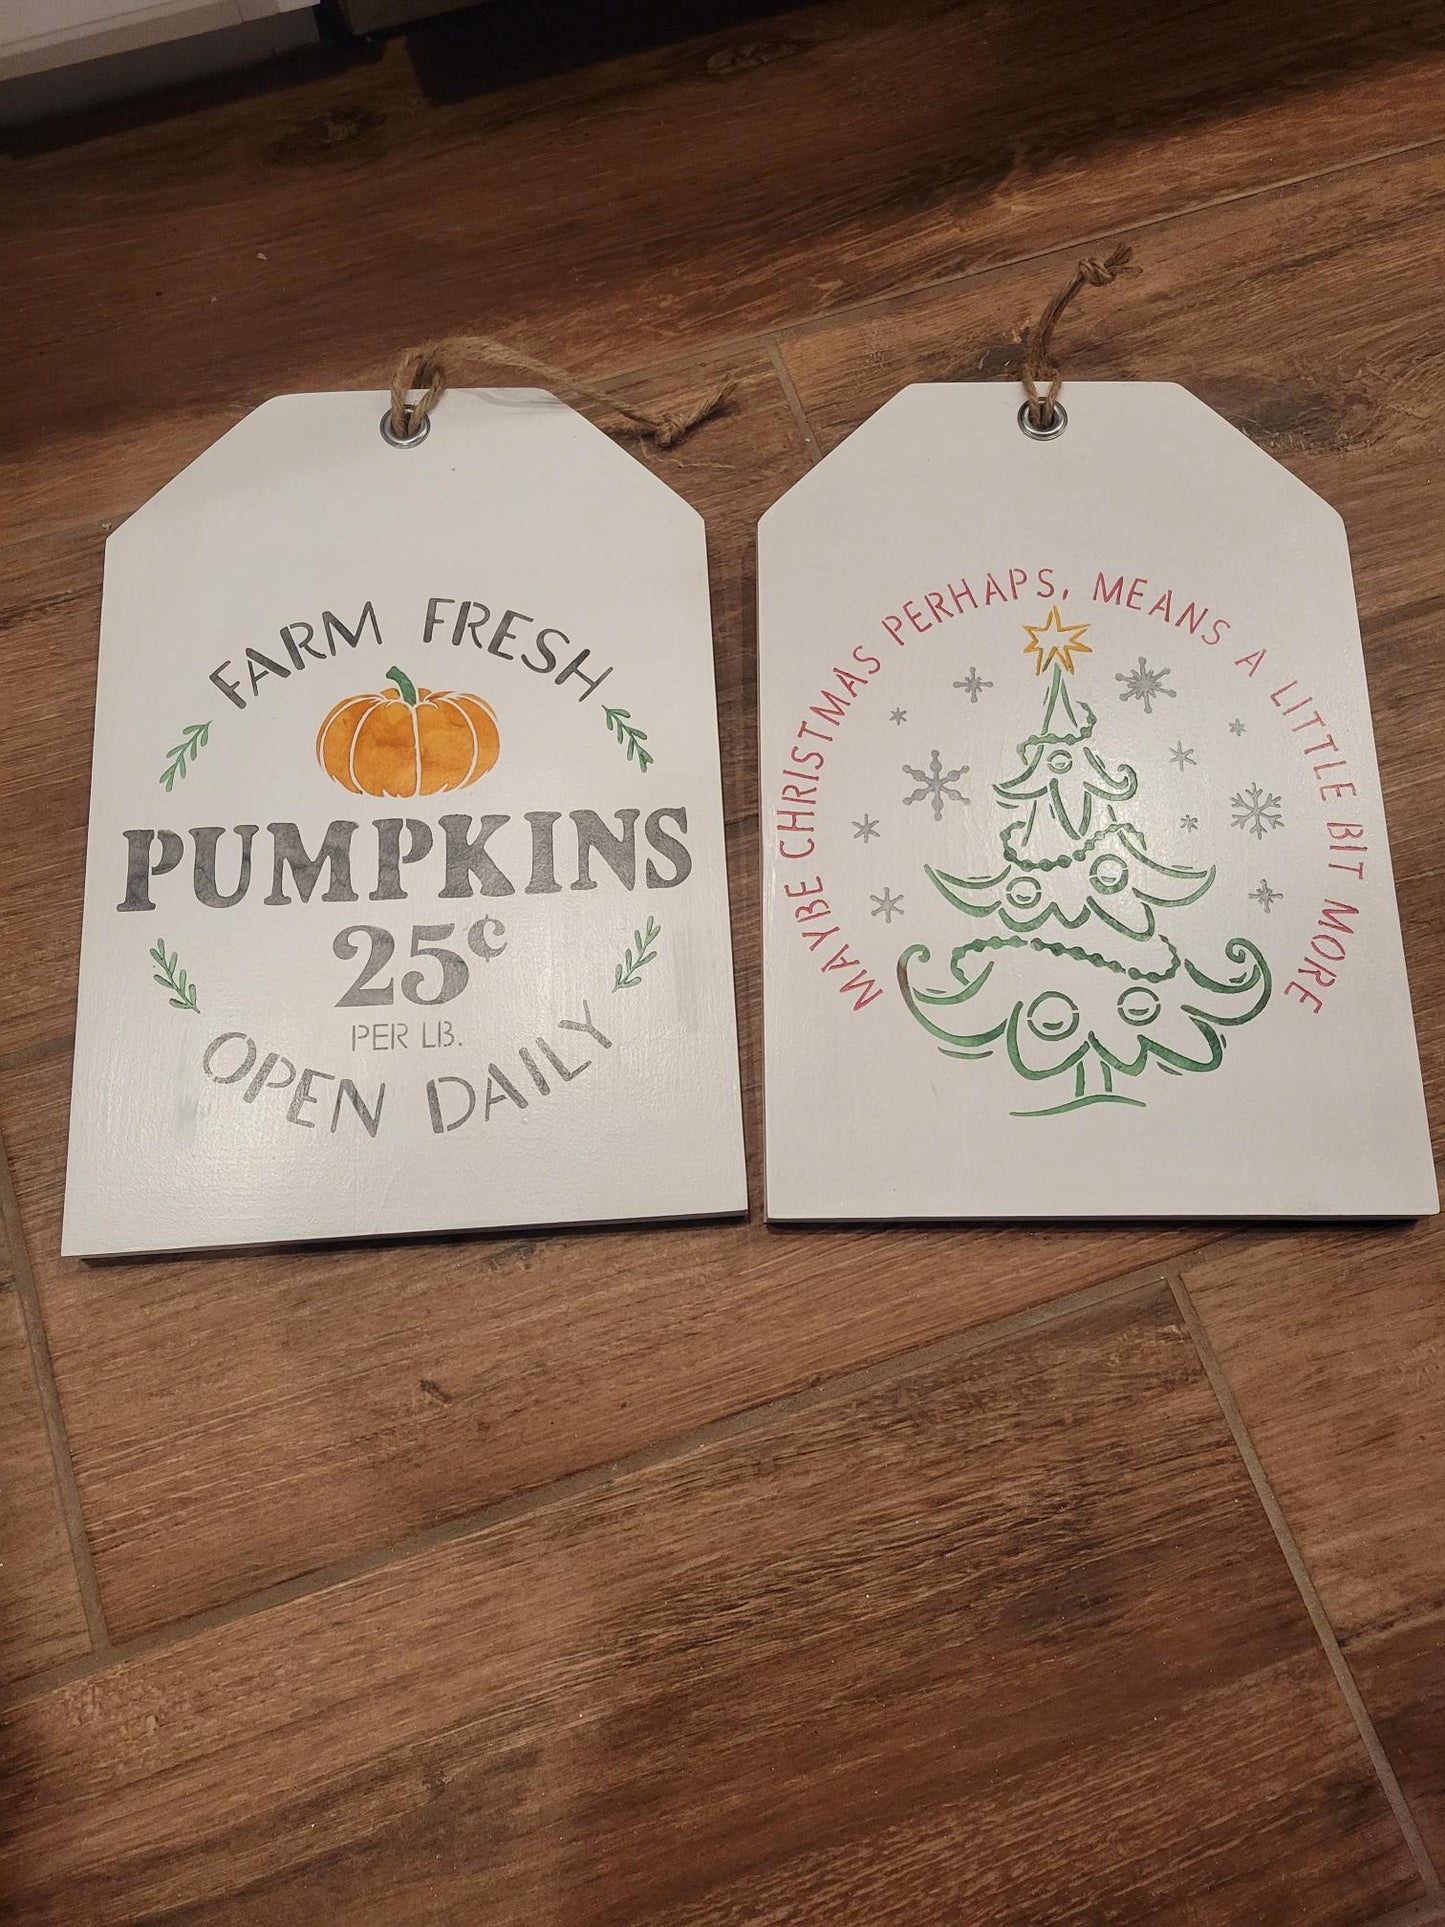 FARM FRESH
PUMPKINS
25¢
PER LB.
OPEN DAILY
MAYBE CHRISTMAS PERHAPS, MEANS A LITTLE BIT MORE